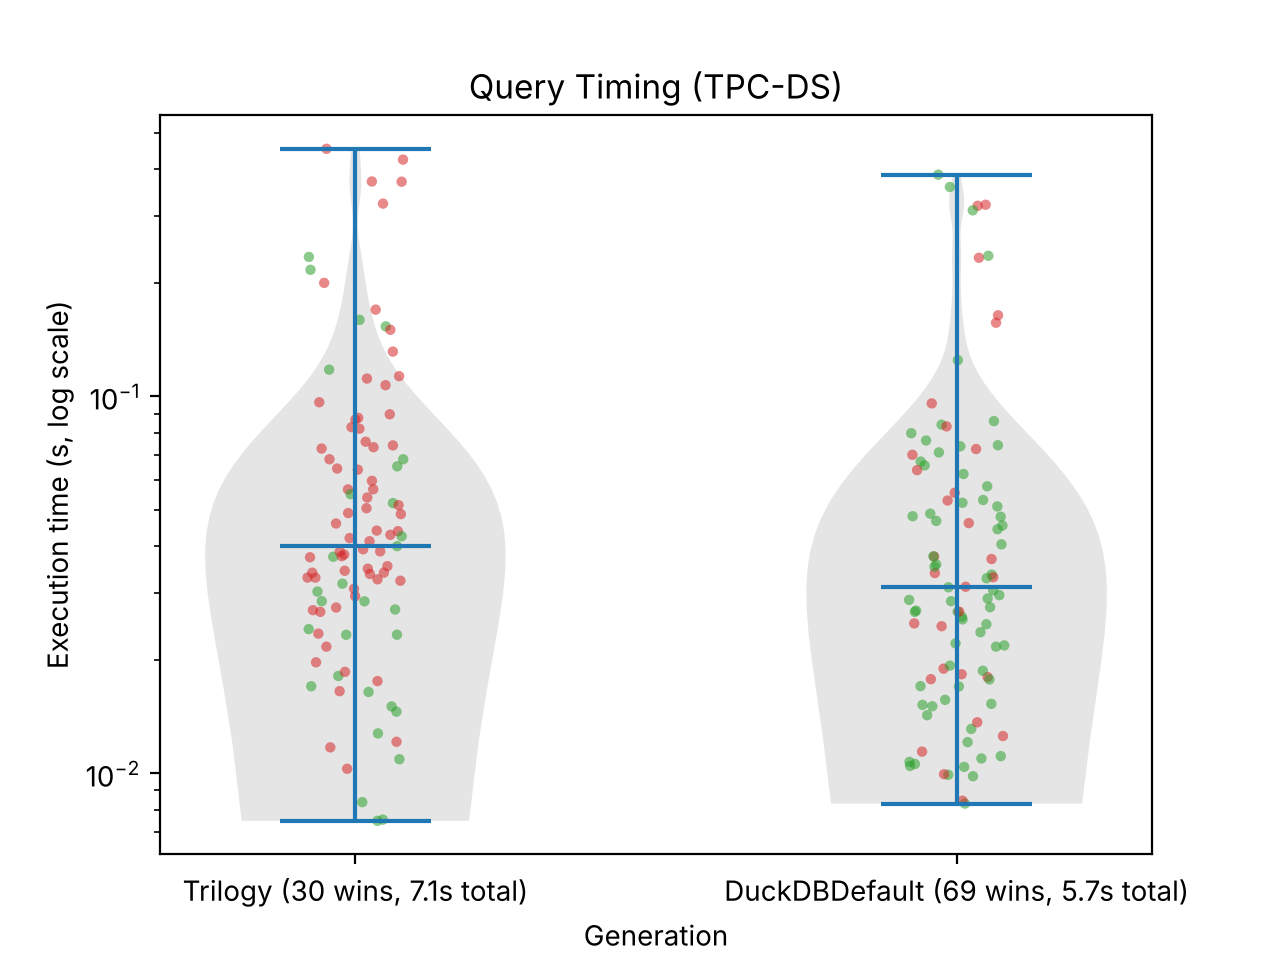 Query Timing (TPC-DS)
Execution time (s, log scale)
10⁻¹
10⁻²
Trilogy (30 wins, 7.1s total)
DuckDBDefault (69 wins, 5.7s total)
Generation